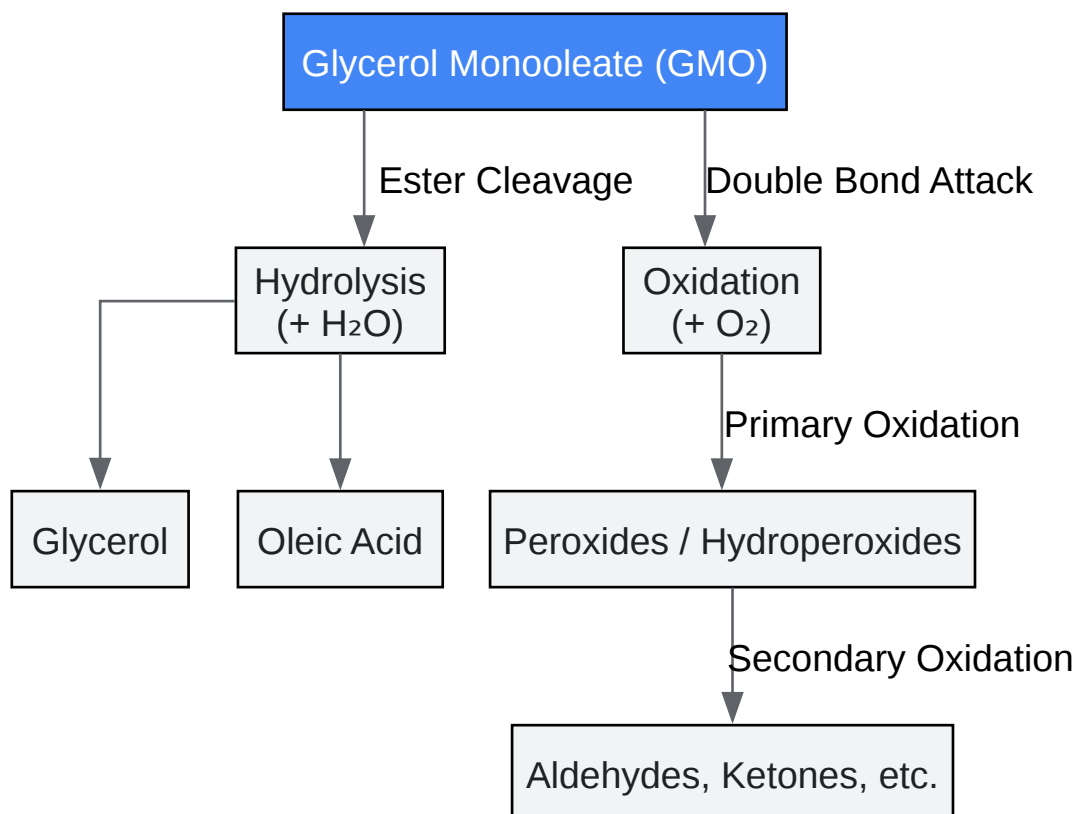 Glycerol Monooleate (GMO)
Ester Cleavage
Double Bond Attack
Hydrolysis
(+ H₂O)
Oxidation
(+ O₂)
Primary Oxidation
Glycerol
Oleic Acid
Peroxides / Hydroperoxides
Secondary Oxidation
Aldehydes, Ketones, etc.